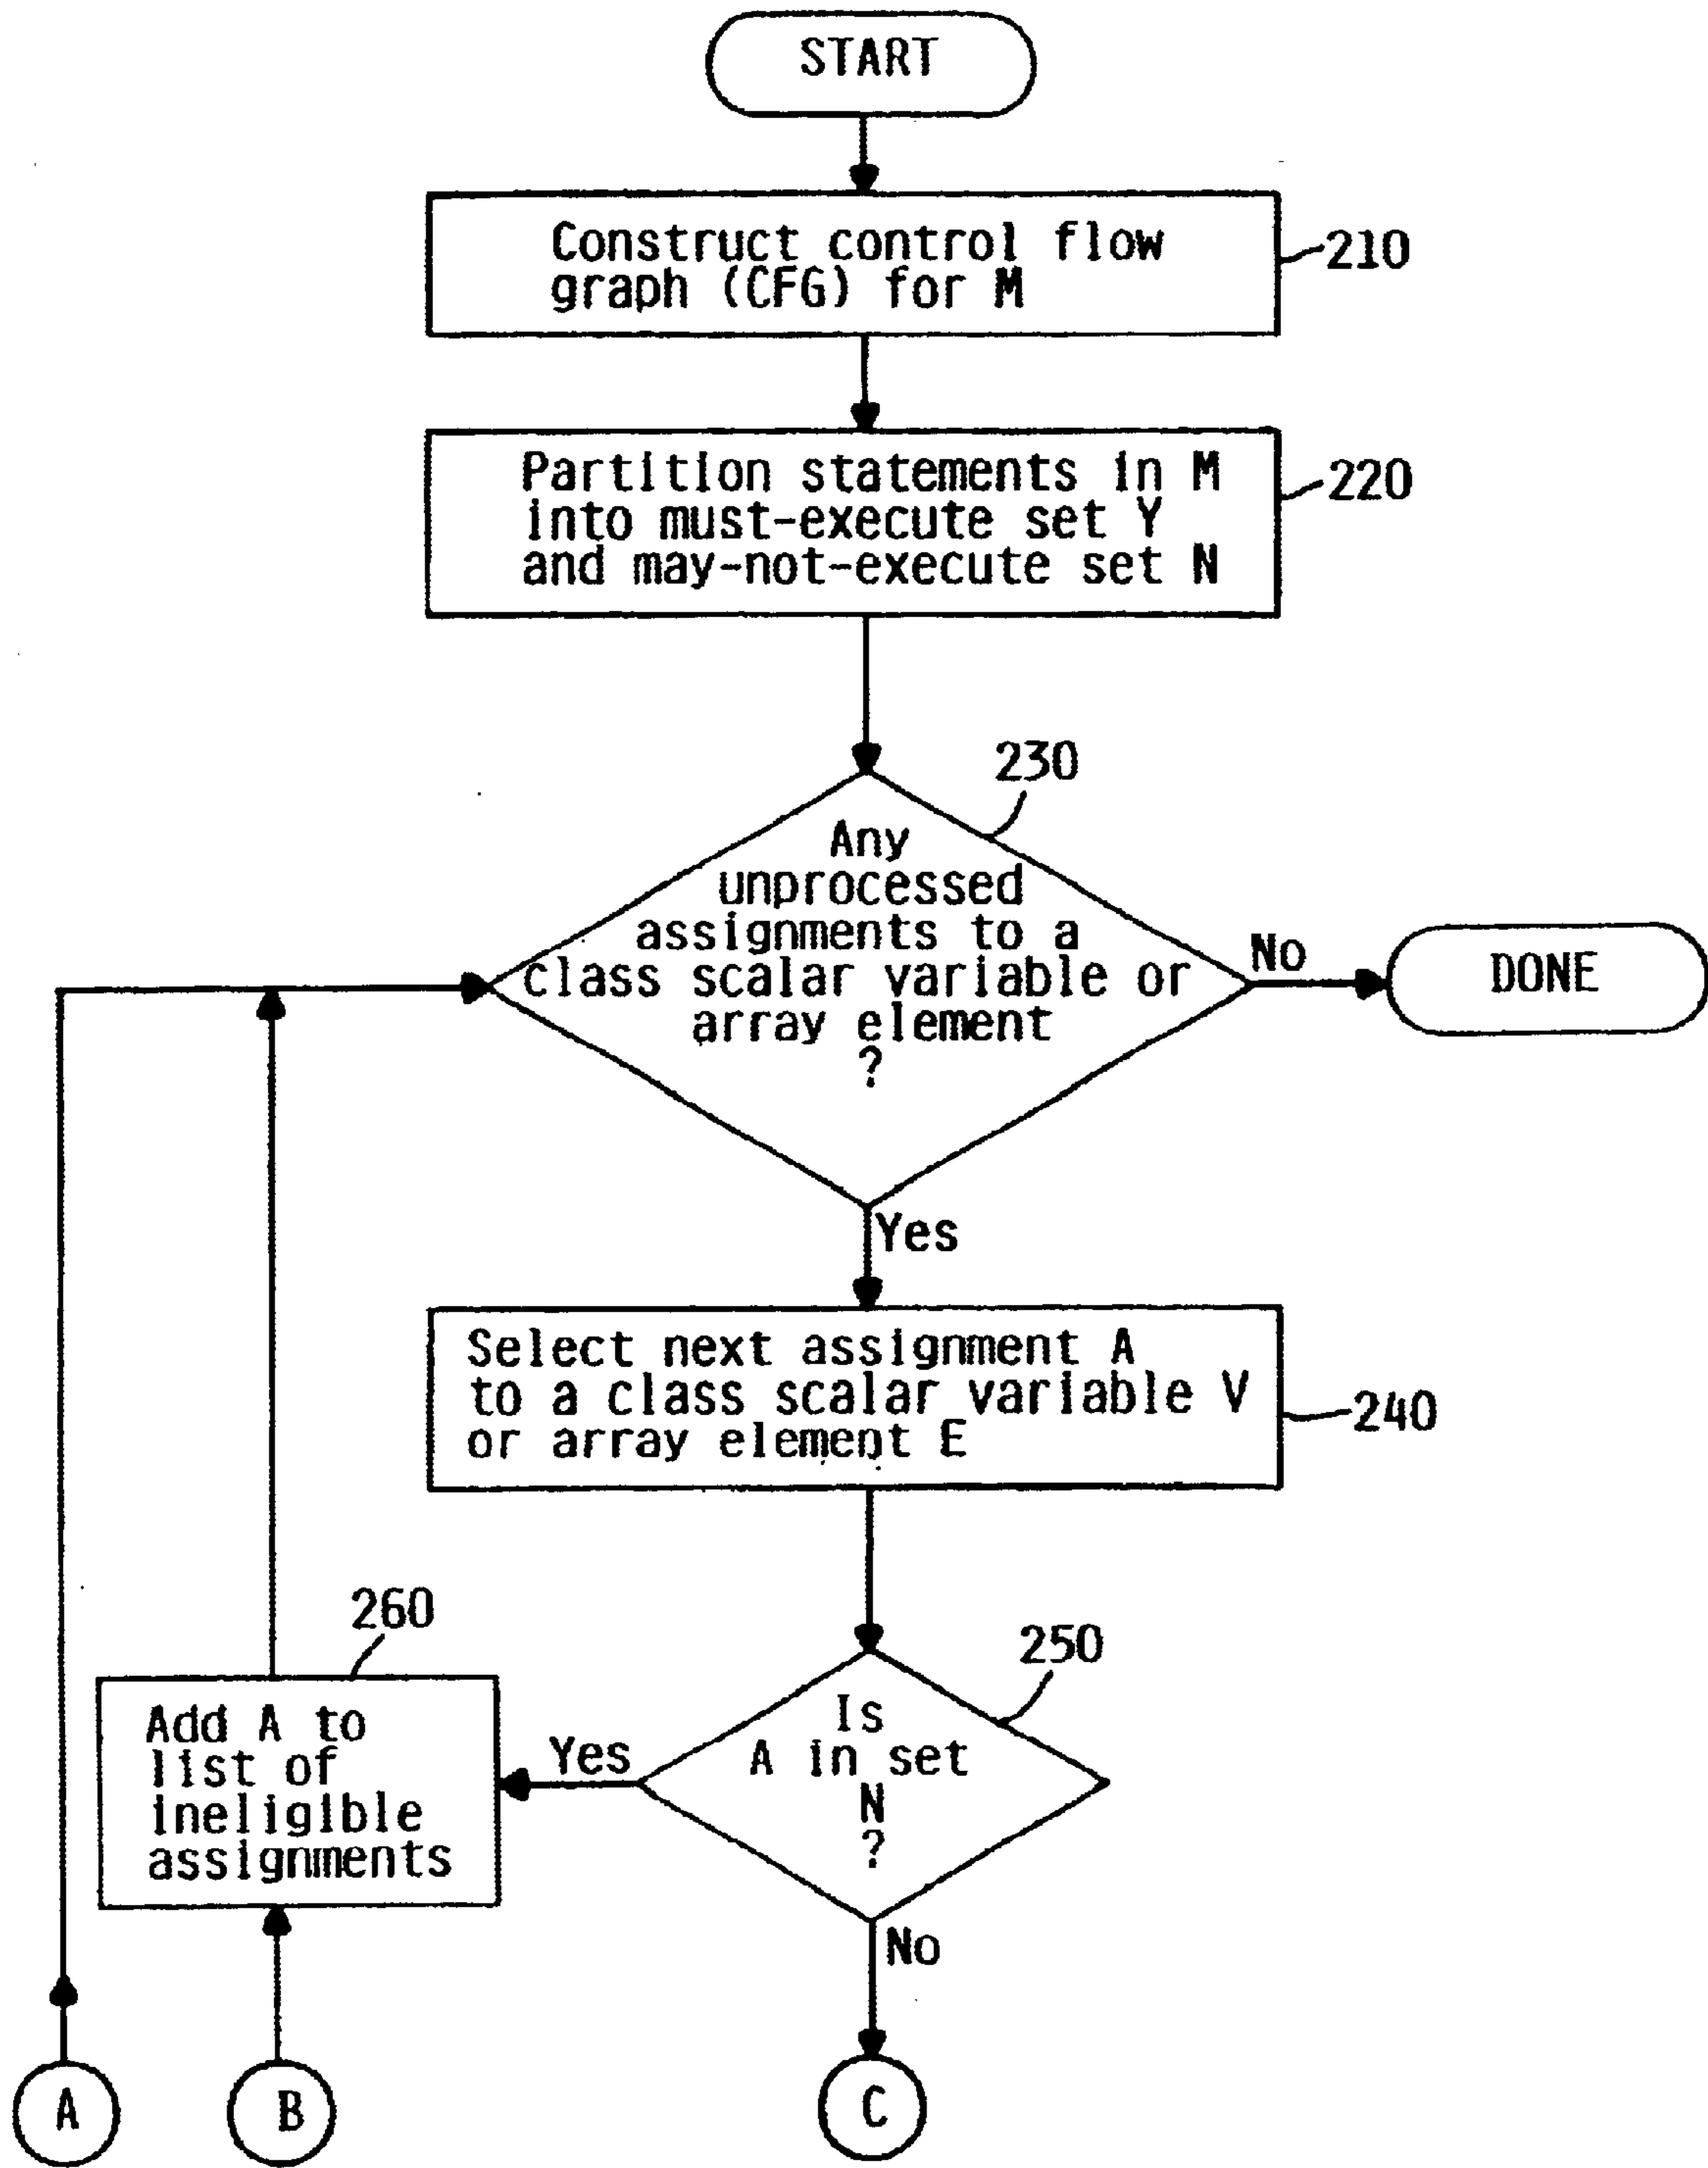 START
Construct control flow
graph (CFG) for M
210
Partition statements in M
into must-execute set Y
and may-not-execute set N
220
230
Any
unprocessed
assignments to a
class scalar variable or
array element
?
No
DONE
Yes
Select next assignment A
to a class scalar variable V
or array element E
240
260
250
Add A to
list of
ineligible
assignments
Yes
Is
A in set
N
?
No
A
B
C